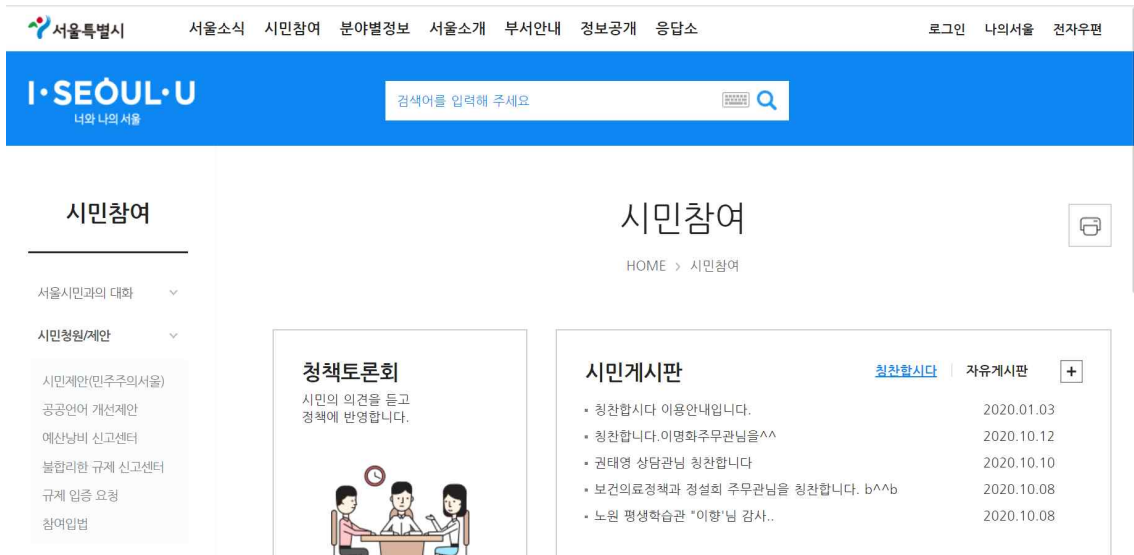 서울특별시
서울소식 시민참여 분야별정보 서울소개 부서안내 정보공개 응답소
로그인 나의서울 전자우편
I·SEOUL·U
너와 나의 서울
검색어를 입력해 주세요
시민참여
서울시민과의 대화
시민청원/제안
시민제안(민주주의서울)
공공언어 개선제안
예산낭비 신고센터
불합리한 규제 신고센터
규제 입증 요청
참여입법
시민참여
HOME > 시민참여
청책토론회
시민의 의견을 듣고
정책에 반영합니다.
시민게시판 칭찬합시다 자유게시판 +
칭찬합시다 이용안내입니다. 2020.01.03
칭찬합니다.이명화주무관님을^^ 2020.10.12
권태영 상담관님 칭찬합니다 2020.10.10
보건의료정책과 정설희 주무관님을 칭찬합니다. b^^b 2020.10.08
노원 평생학습관 "이향'님 감사.. 2020.10.08